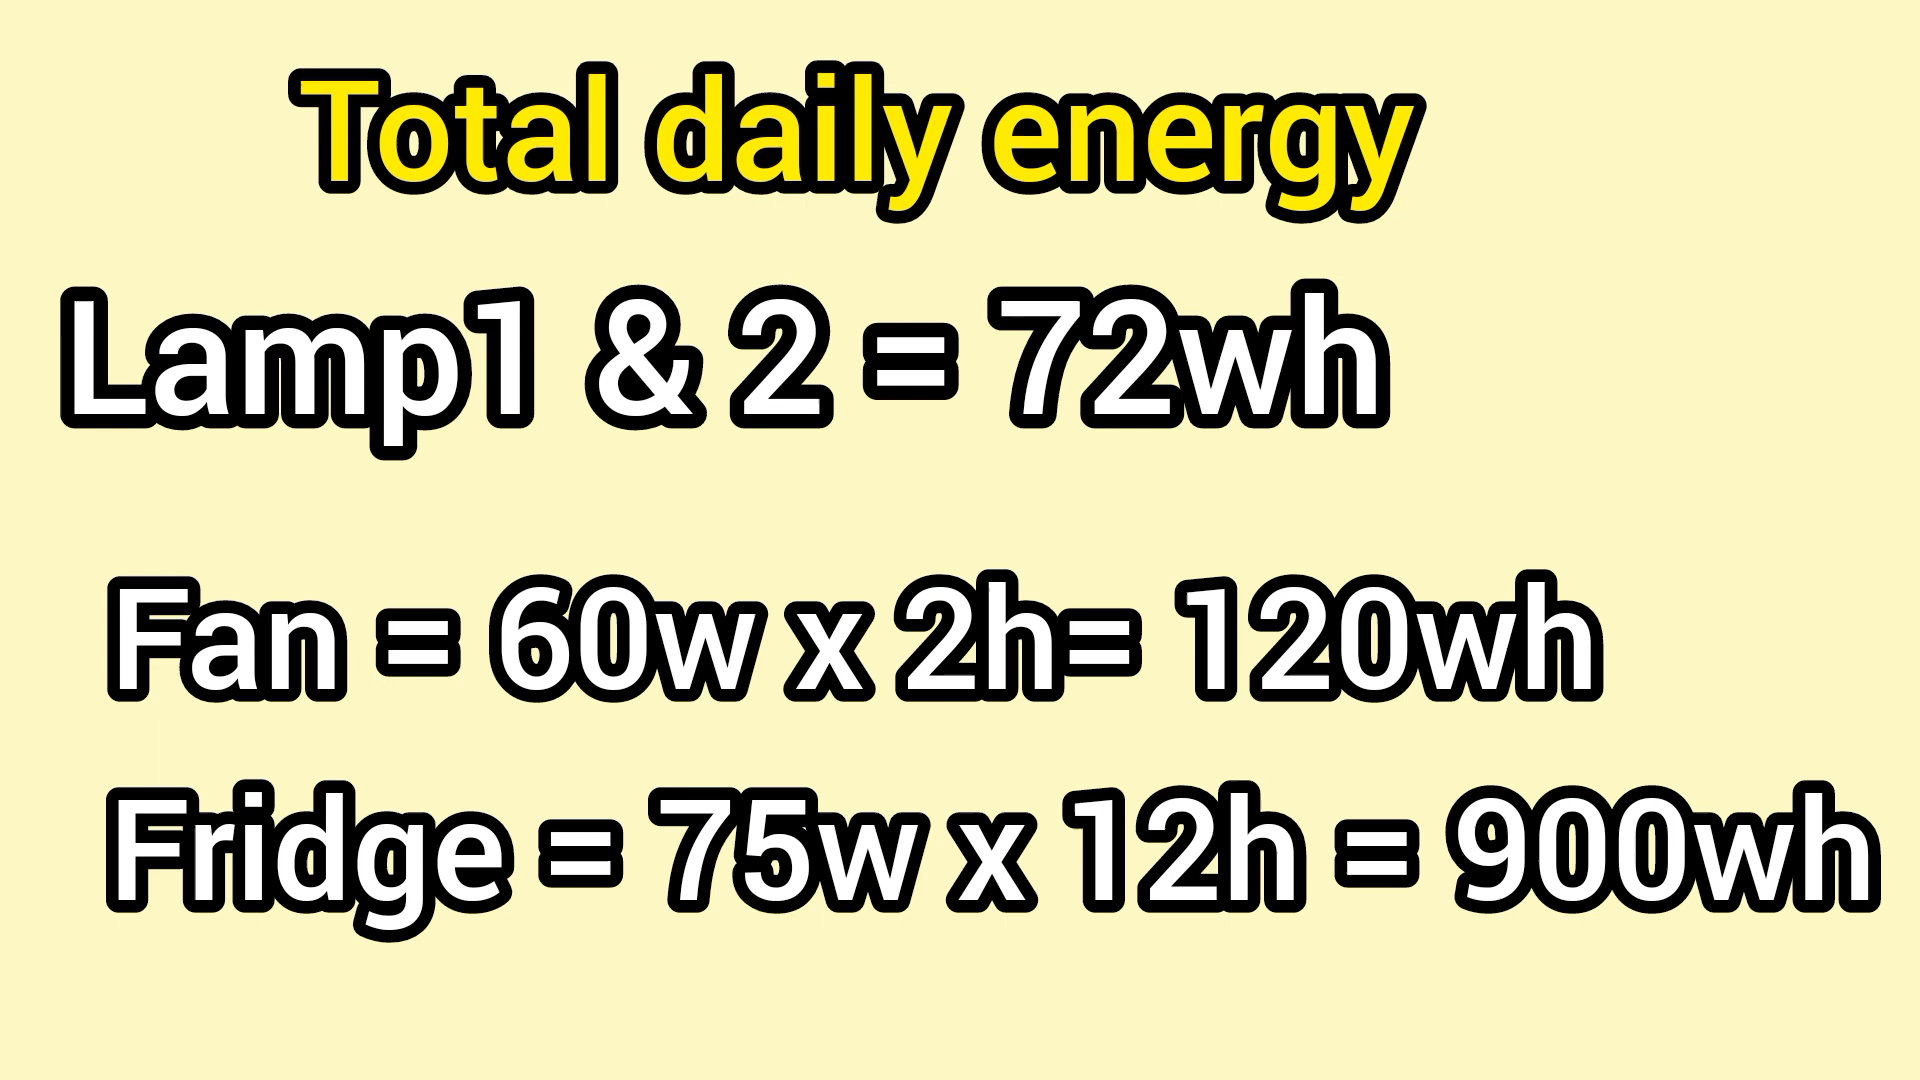 Total daily energy
Lamp1 & 2 = 72wh
Fan = 60w x 2h= 120wh
Fridge = 75w x 12h = 900wh